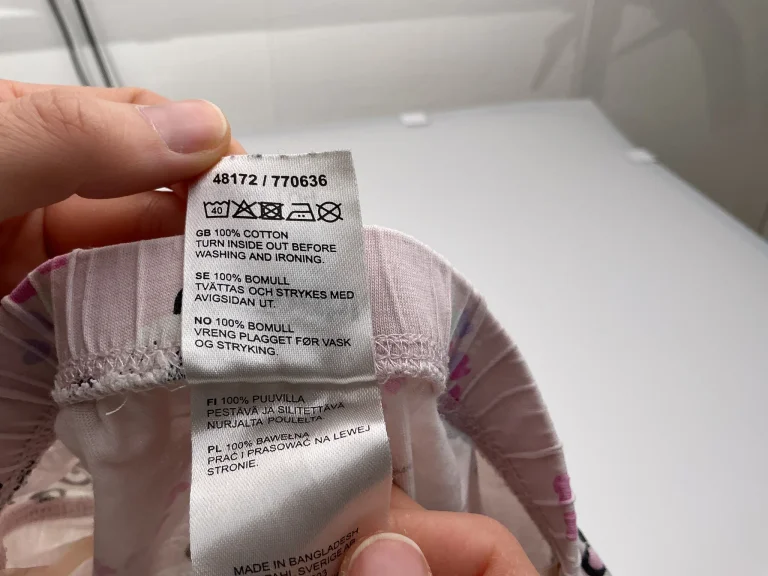 48172 / 770636
40
GB 100% COTTON
TURN INSIDE OUT BEFORE
WASHING AND IRONING.
SE 100% BOMULL
TVÄTTAS OCH STRYKES MED
AVIGSIDAN UT.
NO 100% BOMULL
VRENG PLAGGET FØR VASK
OG STRYKING.
FI 100% PUUVILLA
PESTÄVÄ JA SILITETTÄVÄ
NURJALTA POULELTA
PL 100% BAWEŁNA
PRAĆ I PRASOWAĆ NA LEWEJ
STRONIE.
MADE IN BANGLADESH